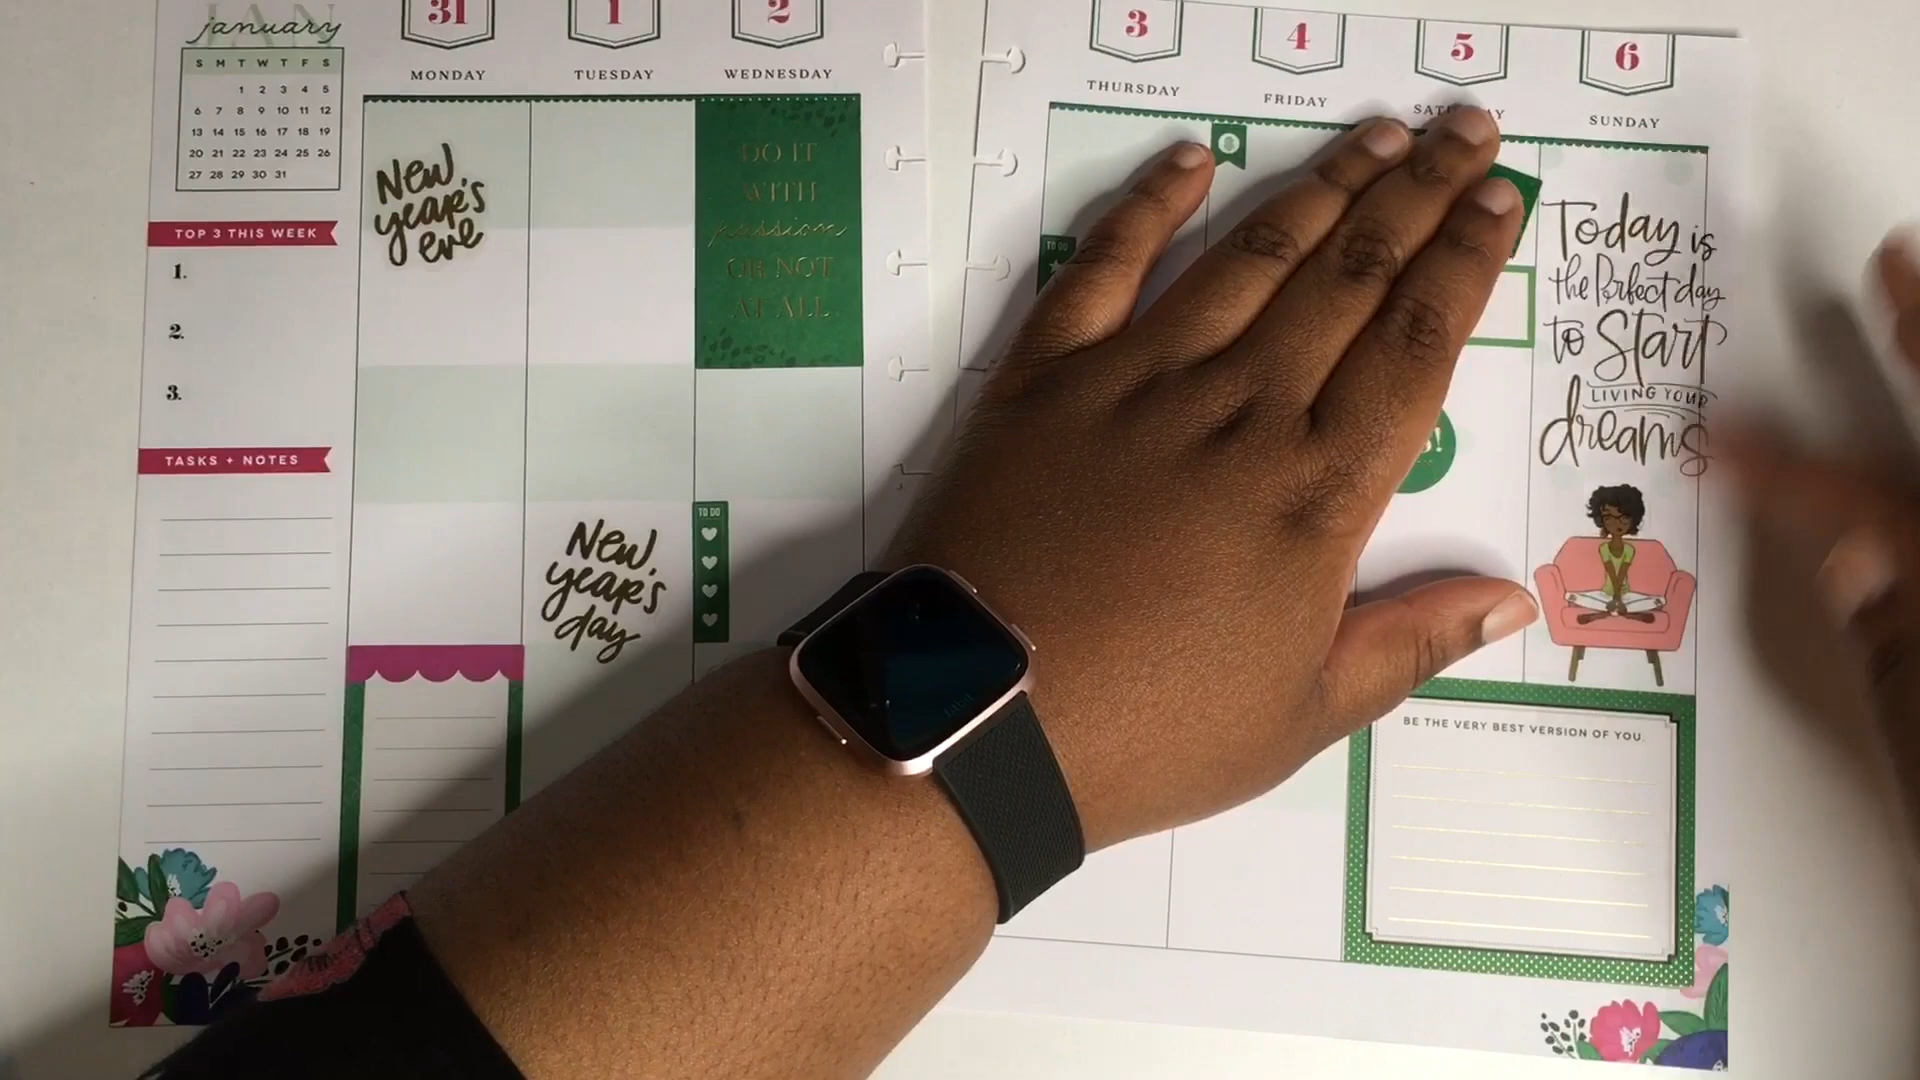 JAN
january
S M T W T F S
1 2 3 4 5
6 7 8 9 10 11 12
13 14 15 16 17 18 19
20 21 22 23 24 25 26
27 28 29 30 31
TOP 3 THIS WEEK
1.
2.
3.
TASKS + NOTES
31
MONDAY
New
year's
eve
1
TUESDAY
New
year's
day
2
WEDNESDAY
DO IT
WITH
passion
OR NOT
AT ALL
TO DO
3
THURSDAY
TO DO
4
FRIDAY
5
6
SUNDAY
Today is
the Perfect day
to Start
LIVING YOUR
dreams
BE THE VERY BEST VERSION OF YOU.
fitbit